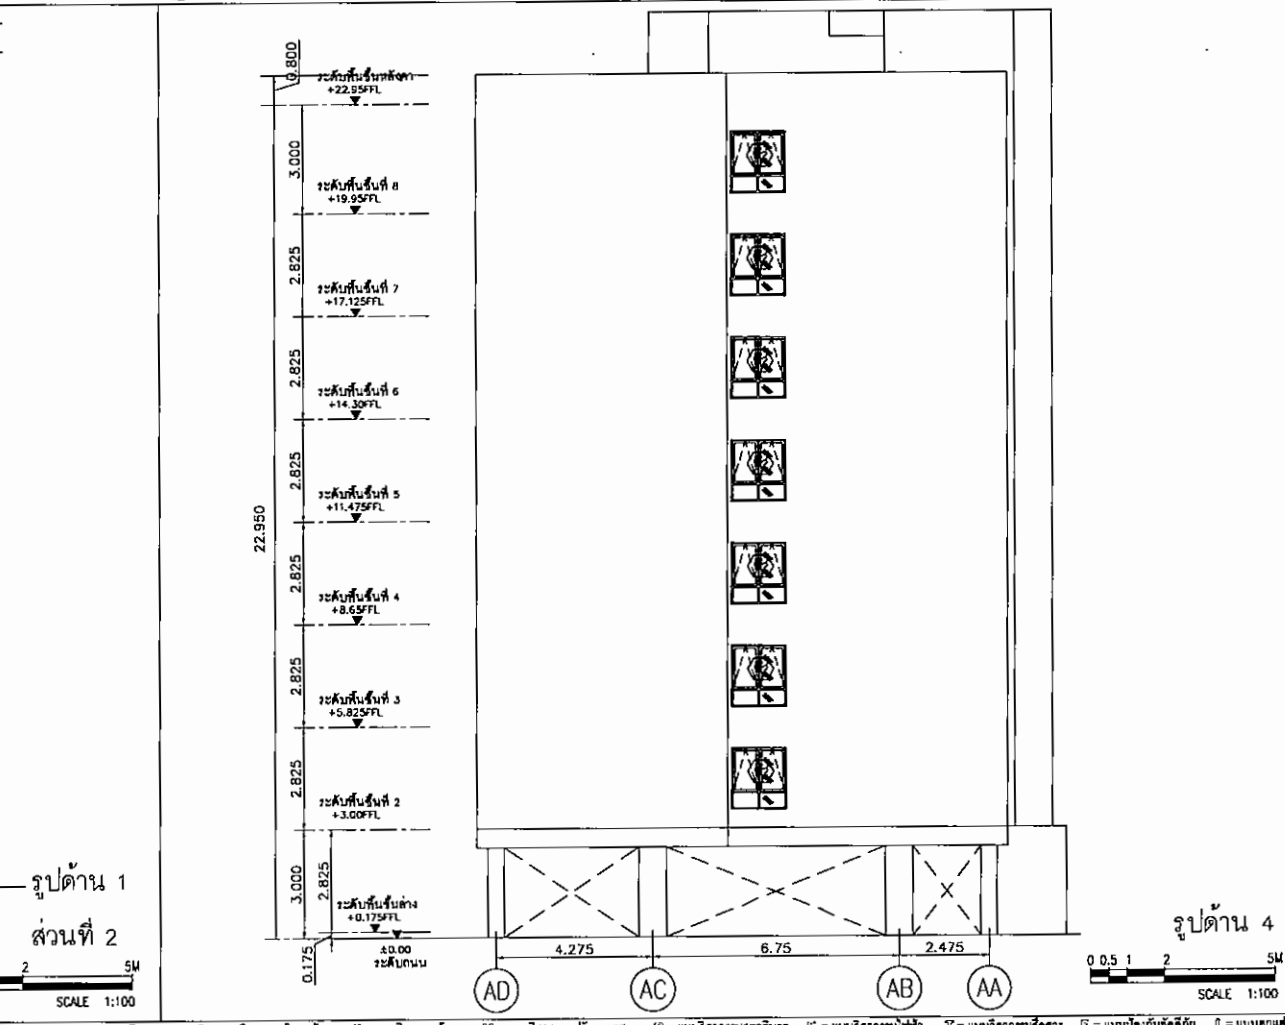 0.800
ระดับพื้นชั้นหลังคา
+22.95FFL
3.000
ระดับพื้นชั้นที่ 8
+19.95FFL
2.825
ระดับพื้นชั้นที่ 7
+17.125FFL
2.825
ระดับพื้นชั้นที่ 6
+14.30FFL
2.825
ระดับพื้นชั้นที่ 5
+11.475FFL
22.950
2.825
ระดับพื้นชั้นที่ 4
+8.65FFL
2.825
ระดับพื้นชั้นที่ 3
+5.825FFL
2.825
ระดับพื้นชั้นที่ 2
+3.00FFL
3.000
2.825
ระดับพื้นชั้นล่าง
+0.175FFL
0.175
±0.00
ระดับถนน
4.275
6.75
2.475
AD
AC
AB
AA
รูปด้าน 1
ส่วนที่ 2
2 5M
SCALE 1:100
รูปด้าน 4
0 0.5 1 2 5M
SCALE 1:100